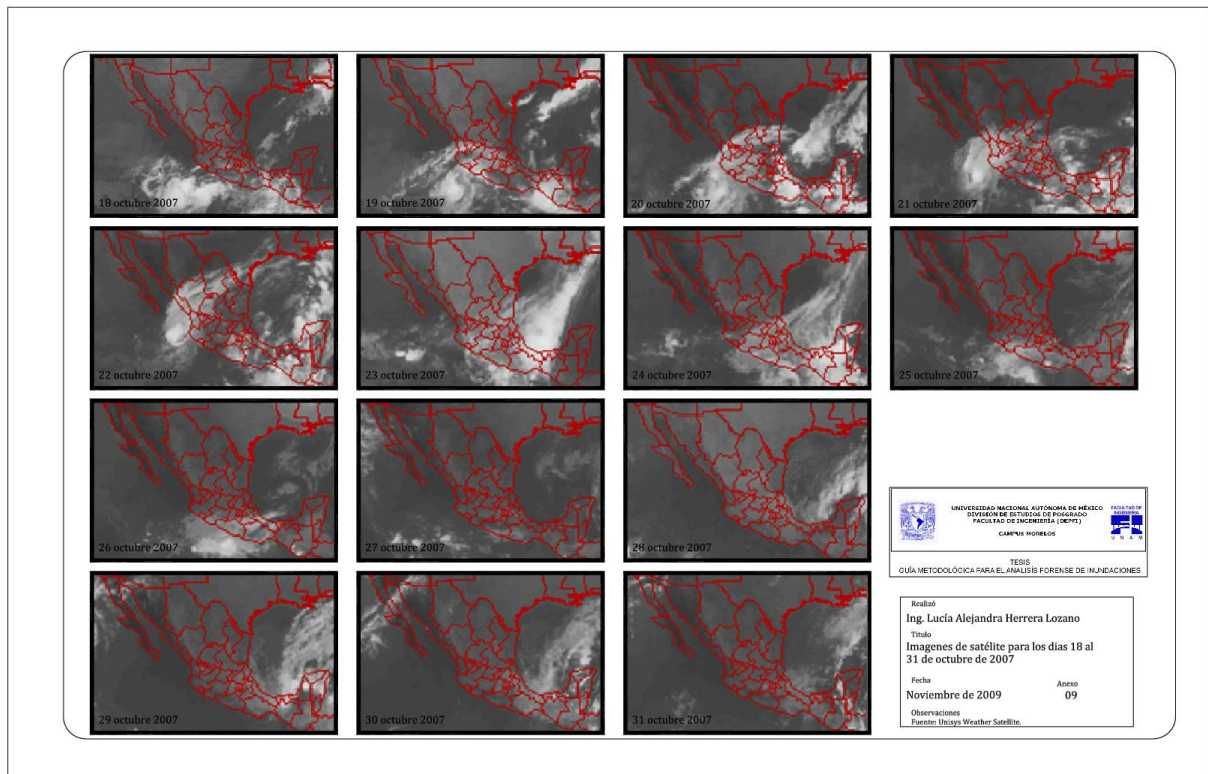 18 octubre 2007
19 octubre 2007
20 octubre 2007
21 octubre 2007
22 octubre 2007
23 octubre 2007
24 octubre 2007
25 octubre 2007
26 octubre 2007
27 octubre 2007
28 octubre 2007
29 octubre 2007
30 octubre 2007
31 octubre 2007
UNIVERSIDAD NACIONAL AUTÓNOMA DE MÉXICO
DIVISIÓN DE ESTUDIOS DE POSGRADO
FACULTAD DE INGENIERÍA (DEPFI)
CAMPUS MORELOS
FACULTAD DE
INGENIERIA
U N A M
TESIS
GUÍA METODOLÓGICA PARA EL ANALISÍS FORENSE DE INUNDACIONES
Realizó
Ing. Lucía Alejandra Herrera Lozano
Título
Imagenes de satélite para los dias 18 al
31 de octubre de 2007
Fecha
Anexo
Noviembre de 2009
09
Observaciones
Fuente: Unisys Weather Satellite.